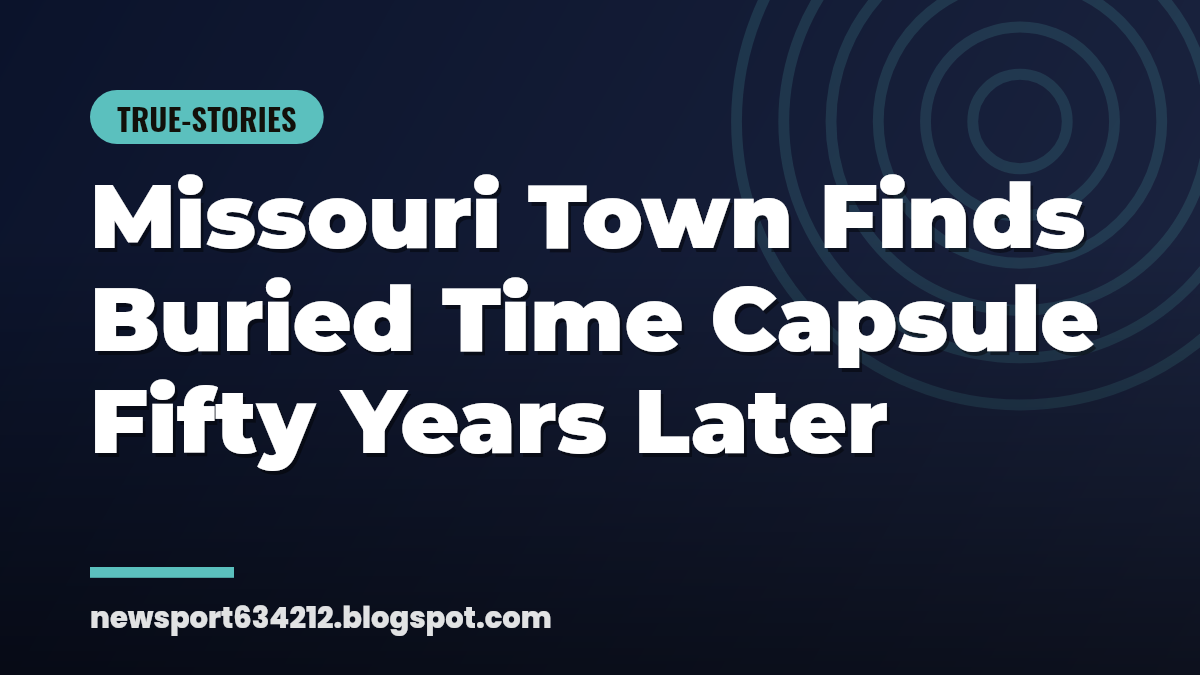 TRUE-STORIES
Missouri Town Finds
Buried Time Capsule
Fifty Years Later
newsport634212.blogspot.com